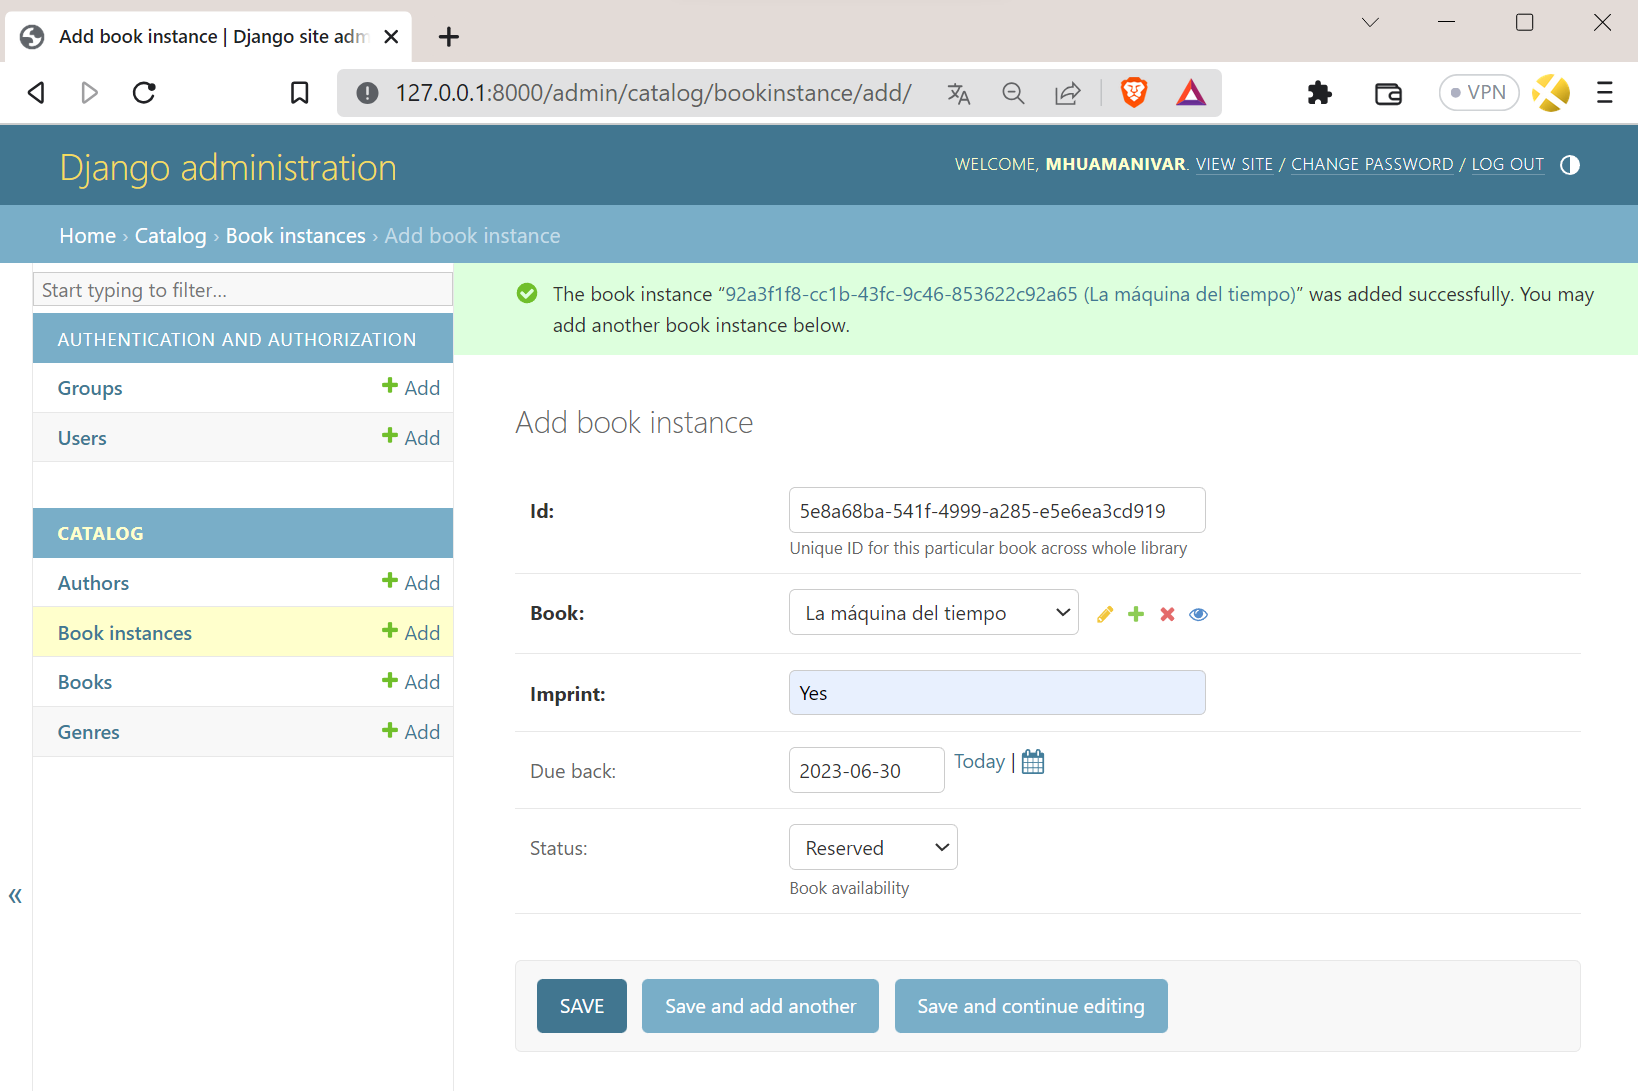 Add book instance | Django site adm
127.0.0.1:8000/admin/catalog/bookinstance/add/
VPN
Django administration
WELCOME, MHUAMANIVAR. VIEW SITE / CHANGE PASSWORD / LOG OUT
Home › Catalog › Book instances › Add book instance
Start typing to filter...
AUTHENTICATION AND AUTHORIZATION
Groups Add
Users Add
CATALOG
Authors Add
Book instances Add
Books Add
Genres Add
«
The book instance “92a3f1f8-cc1b-43fc-9c46-853622c92a65 (La máquina del tiempo)” was added successfully. You may
add another book instance below.
Add book instance
Id: 5e8a68ba-541f-4999-a285-e5e6ea3cd919
Unique ID for this particular book across whole library
Book: La máquina del tiempo
Imprint: Yes
Due back: 2023-06-30 Today |
Status: Reserved
Book availability
SAVE Save and add another Save and continue editing